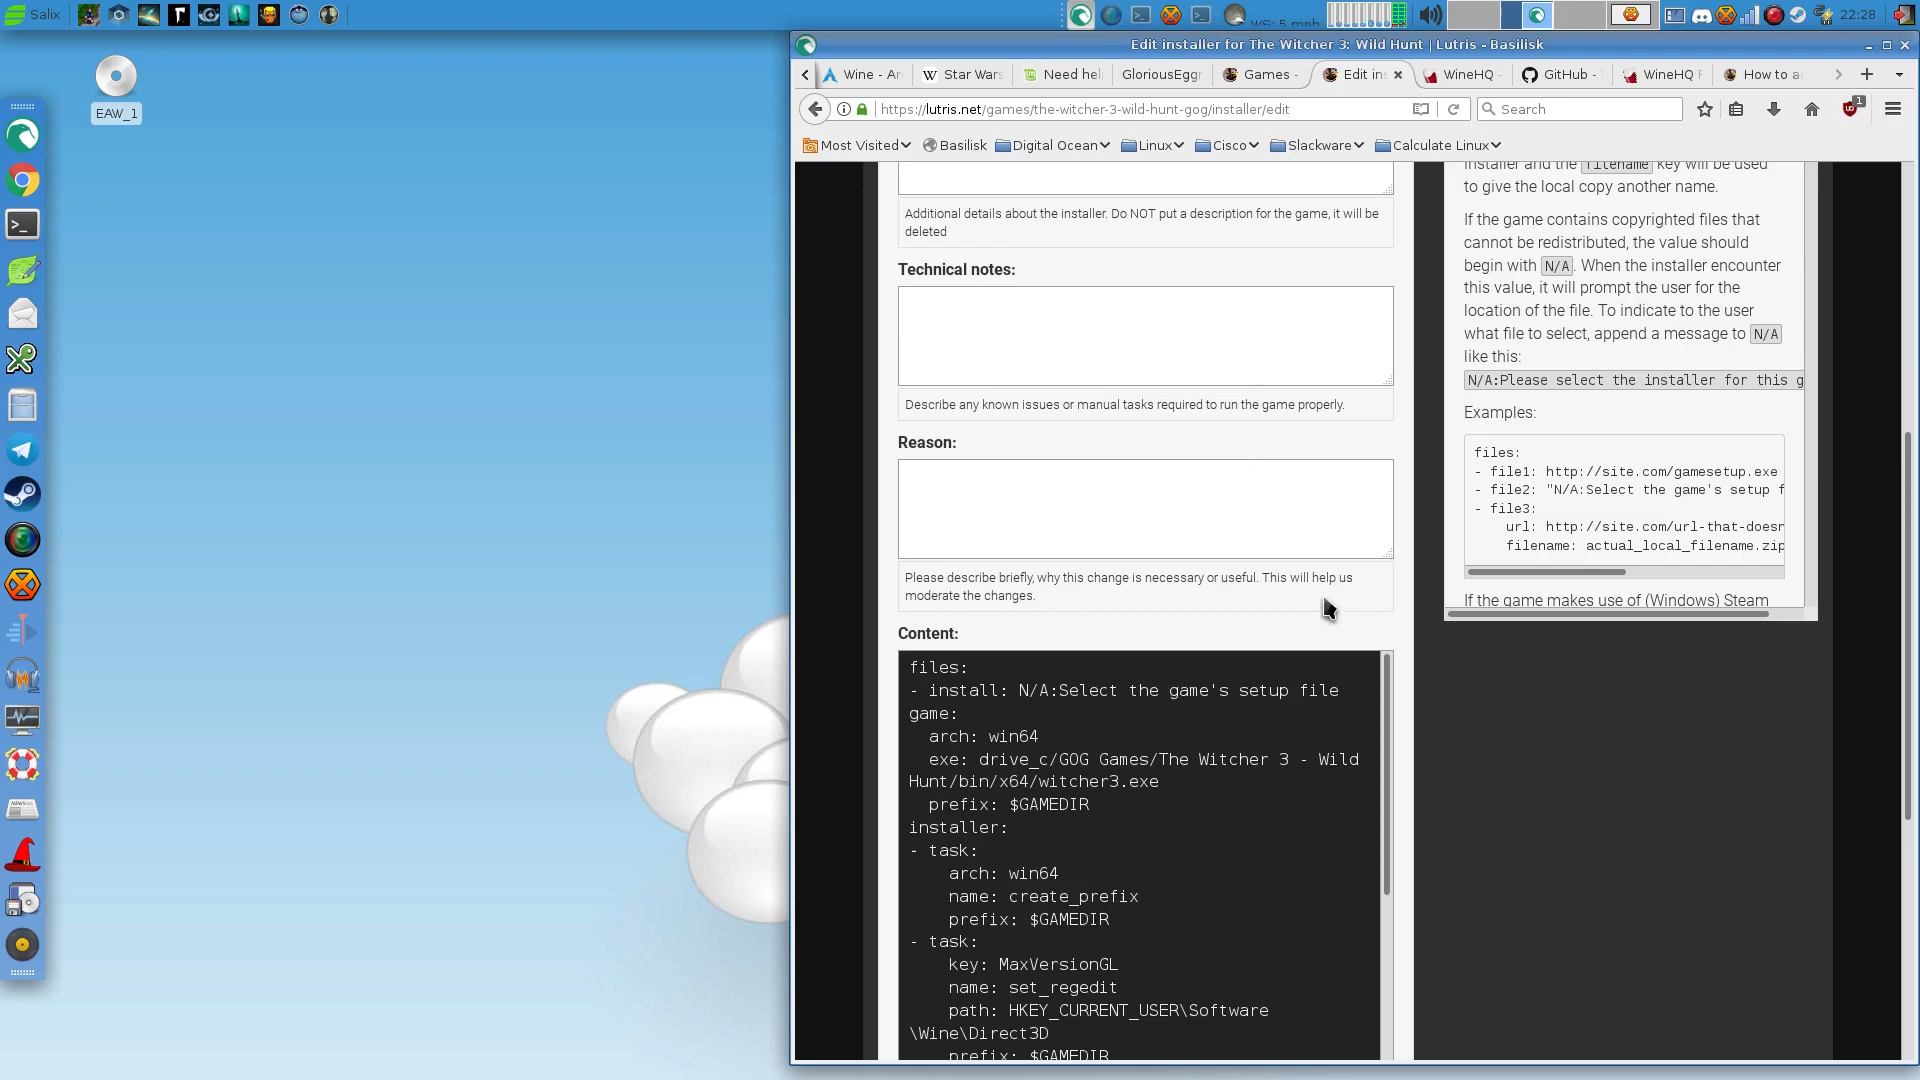 Salix
WS: 5 mph
22:28
EAW_1
Edit installer for The Witcher 3: Wild Hunt | Lutris - Basilisk
Wine - Ar
Star Wars
Need hel
GloriousEggr
Games -
Edit ins
WineHQ -
GitHub -
WineHQ F
How to a
https://lutris.net/games/the-witcher-3-wild-hunt-gog/installer/edit
Search
1
Most Visited
Basilisk
Digital Ocean
Linux
Cisco
Slackware
Calculate Linux
Additional details about the installer. Do NOT put a description for the game, it will be
deleted
Technical notes:
Describe any known issues or manual tasks required to run the game properly.
Reason:
Please describe briefly, why this change is necessary or useful. This will help us
moderate the changes.
Content:
files:
- install: N/A:Select the game's setup file
game:
arch: win64
exe: drive_c/GOG Games/The Witcher 3 - Wild
Hunt/bin/x64/witcher3.exe
prefix: $GAMEDIR
installer:
- task:
arch: win64
name: create_prefix
prefix: $GAMEDIR
- task:
key: MaxVersionGL
name: set_regedit
path: HKEY_CURRENT_USER\Software
\Wine\Direct3D
prefix: $GAMEDIR
installer and the filename key will be used
to give the local copy another name.
If the game contains copyrighted files that
cannot be redistributed, the value should
begin with N/A. When the installer encounter
this value, it will prompt the user for the
location of the file. To indicate to the user
what file to select, append a message to N/A
like this:
N/A:Please select the installer for this g
Examples:
files:
- file1: http://site.com/gamesetup.exe
- file2: "N/A:Select the game's setup f
- file3:
url: http://site.com/url-that-doesn
filename: actual_local_filename.zip
If the game makes use of (Windows) Steam